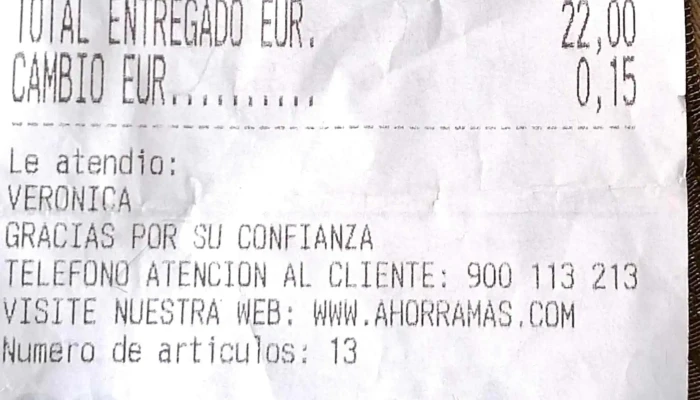 TOTAL ENTREGADO EUR. 22,00
CAMBIO EUR.......... 0,15
Le atendio:
VERONICA
GRACIAS POR SU CONFIANZA
TELEFONO ATENCION AL CLIENTE: 900 113 213
VISITE NUESTRA WEB: WWW.AHORRAMAS.COM
Numero de articulos: 13